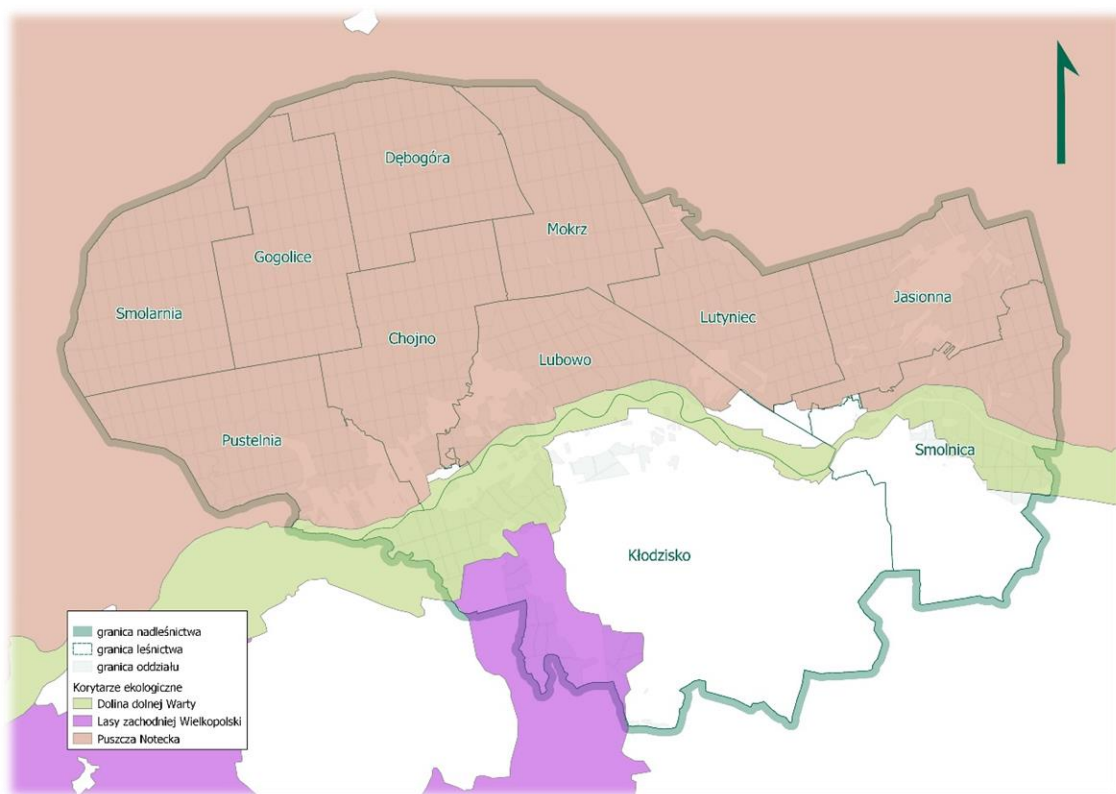 Dębogóra
Mokrz
Gogolice
Jasionna
Smolarnia
Lutyniec
Chojno
Lubowo
Pustelnia
Smolnica
Kłodzisko
granica nadleśnictwa
granica leśnictwa
granica oddziału
Korytarze ekologiczne
Dolina dolnej Warty
Lasy zachodniej Wielkopolski
Puszcza Notecka